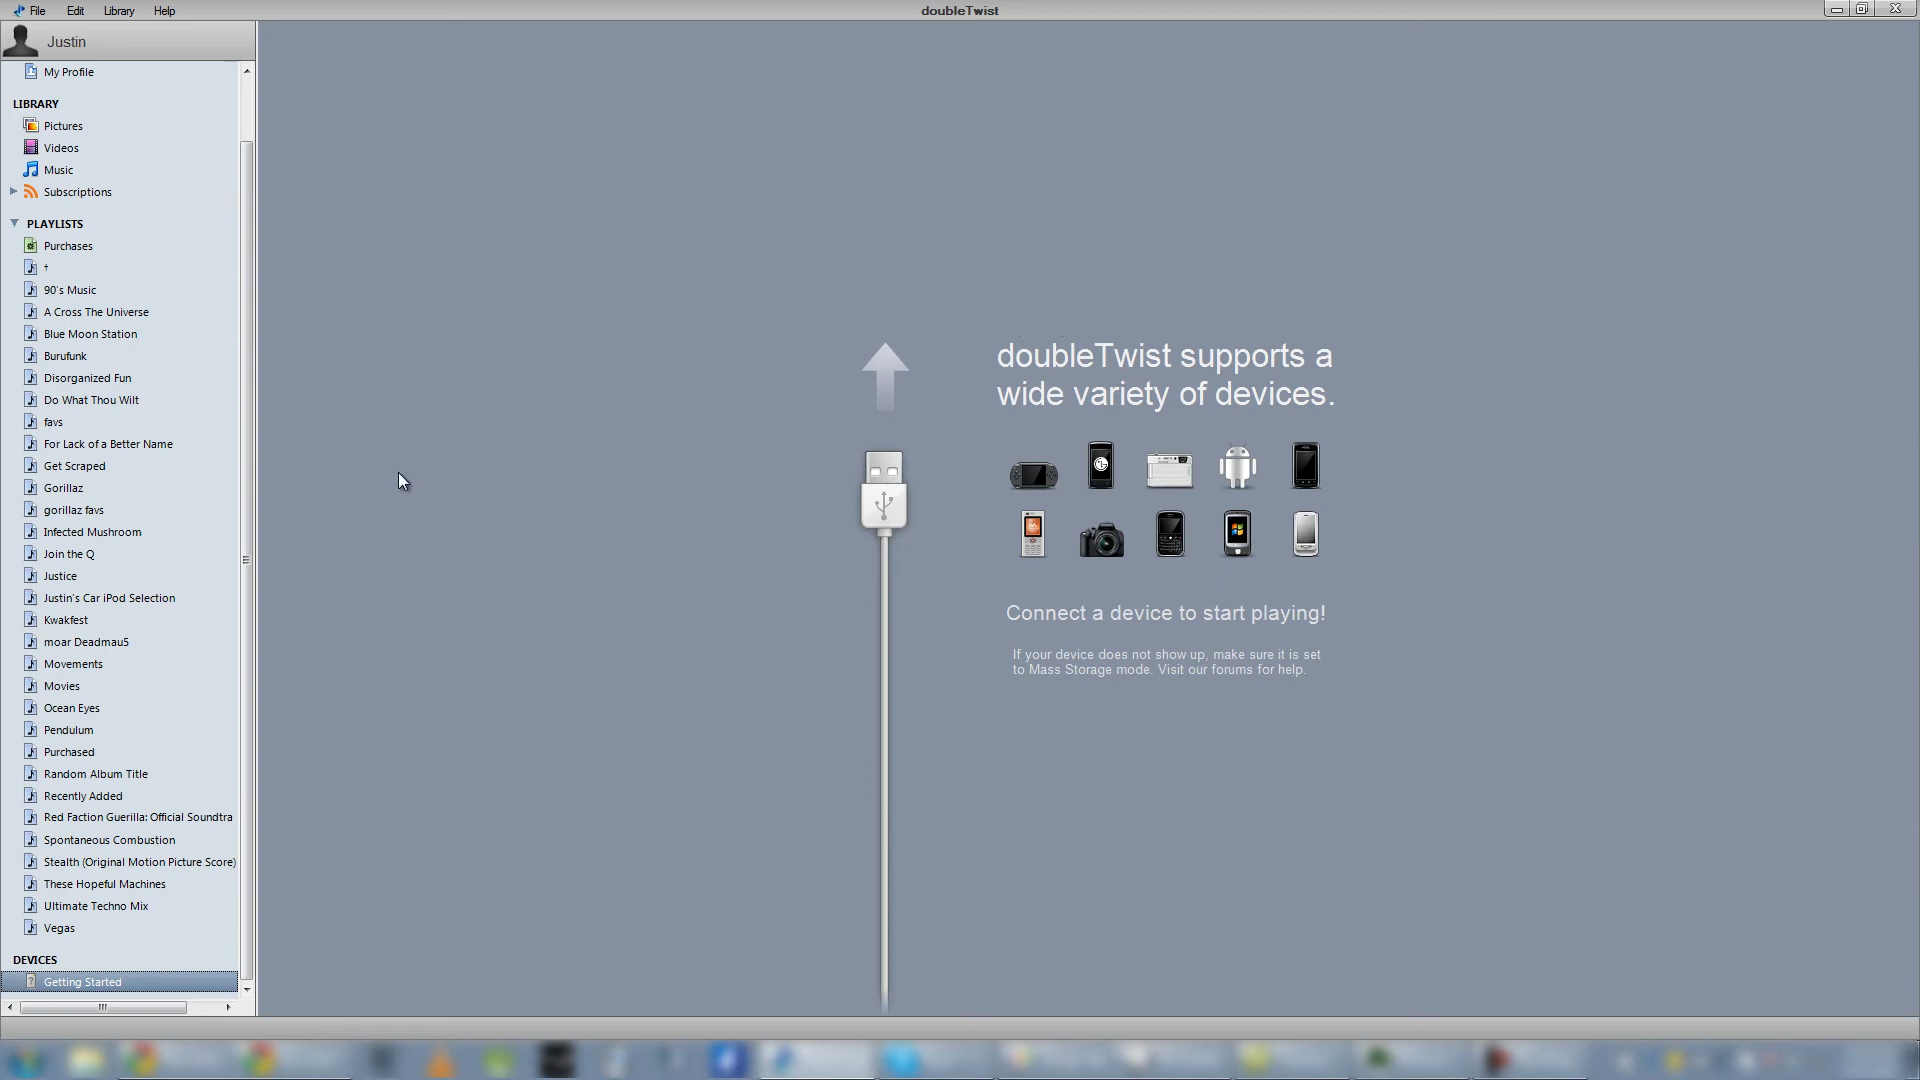 File Edit Library Help
doubleTwist
Justin
My Profile
LIBRARY
Pictures
Videos
Music
Subscriptions
PLAYLISTS
Purchases
†
90's Music
A Cross The Universe
Blue Moon Station
Burufunk
Disorganized Fun
Do What Thou Wilt
favs
For Lack of a Better Name
Get Scraped
Gorillaz
gorillaz favs
Infected Mushroom
Join the Q
Justice
Justin's Car iPod Selection
Kwakfest
moar Deadmau5
Movements
Movies
Ocean Eyes
Pendulum
Purchased
Random Album Title
Recently Added
Red Faction Guerilla: Official Soundtra
Spontaneous Combustion
Stealth (Original Motion Picture Score)
These Hopeful Machines
Ultimate Techno Mix
Vegas
DEVICES
Getting Started
doubleTwist supports a
wide variety of devices.
Connect a device to start playing!
If your device does not show up, make sure it is set
to Mass Storage mode. Visit our forums for help.